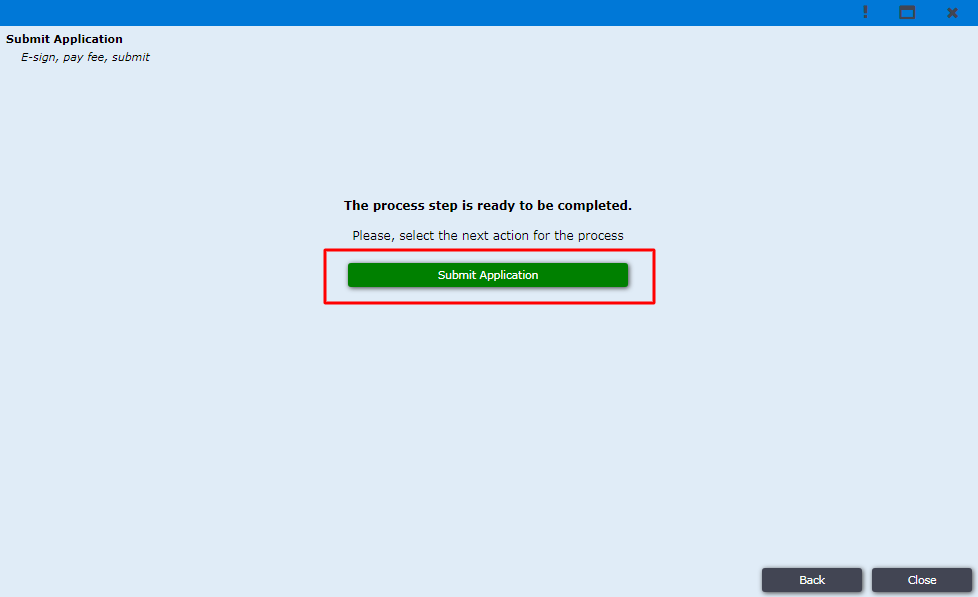 Submit Application
E-sign, pay fee, submit
The process step is ready to be completed.
Please, select the next action for the process
Submit Application
Back
Close